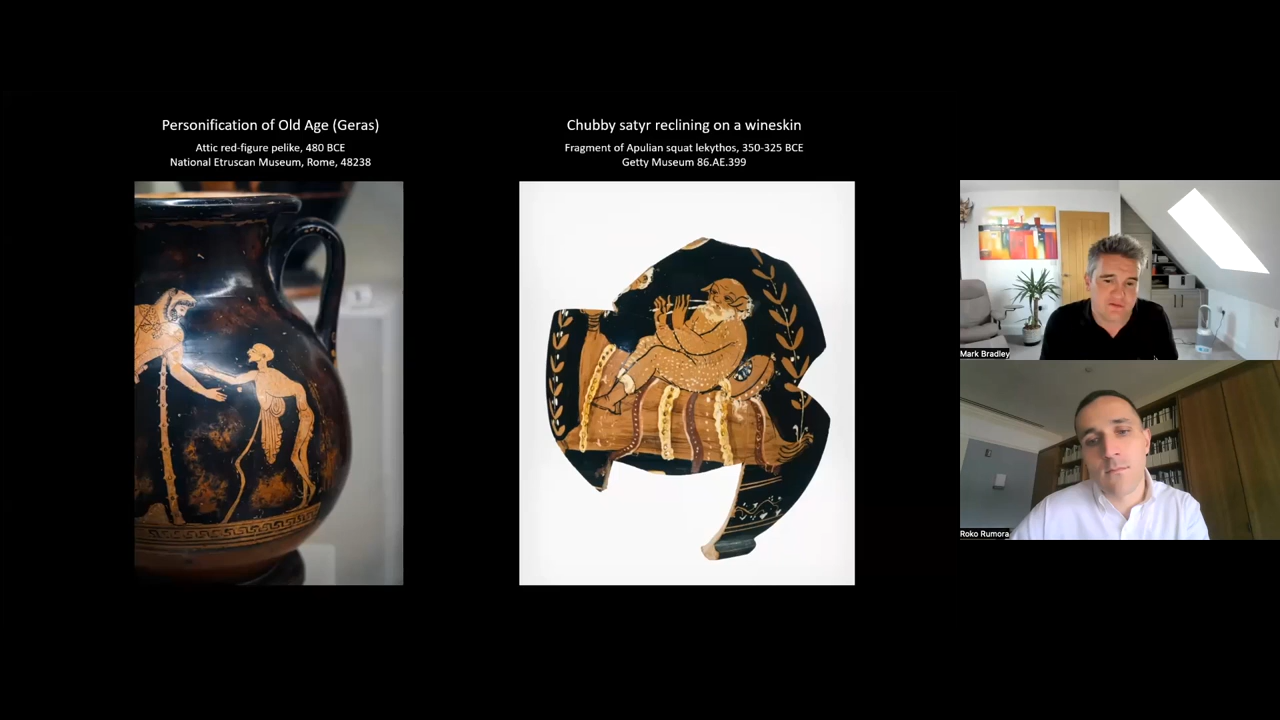 Personification of Old Age (Geras)
Attic red-figure pelike, 480 BCE
National Etruscan Museum, Rome, 48238
Chubby satyr reclining on a wineskin
Fragment of Apulian squat lekythos, 350-325 BCE
Getty Museum 86.AE.399
Mark Bradley
Roko Rumora